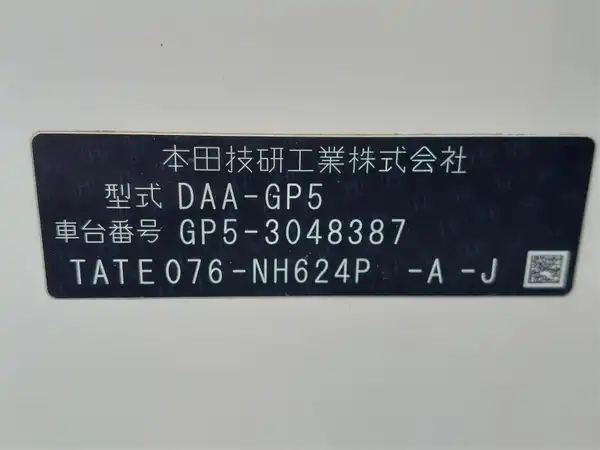 本田技研工業株式会社
型式 DAA-GP5
車台番号 GP5-3048387
TATE076-NH624P -A -J